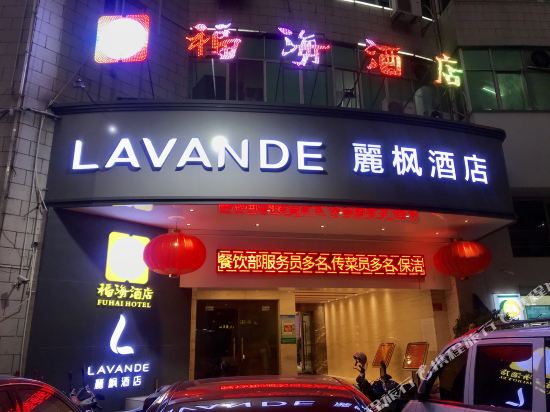 福海酒店
LAVANDE 麗枫酒店
餐饮部服务员多名,传菜员多名,保洁
福海酒店
FUHAI HOTEL
LAVANDE
麗枫酒店